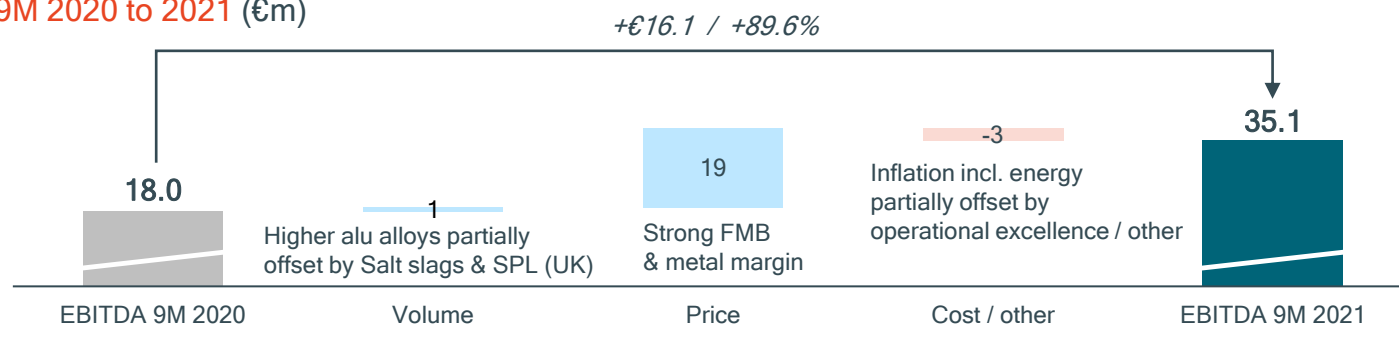 9M 2020 to 2021 (€m)
+€16.1 / +89.6%
35.1
18.0
1
19
-3
Higher alu alloys partially
offset by Salt slags & SPL (UK)
Strong FMB
& metal margin
Inflation incl. energy
partially offset by
operational excellence / other
EBITDA 9M 2020
Volume
Price
Cost / other
EBITDA 9M 2021